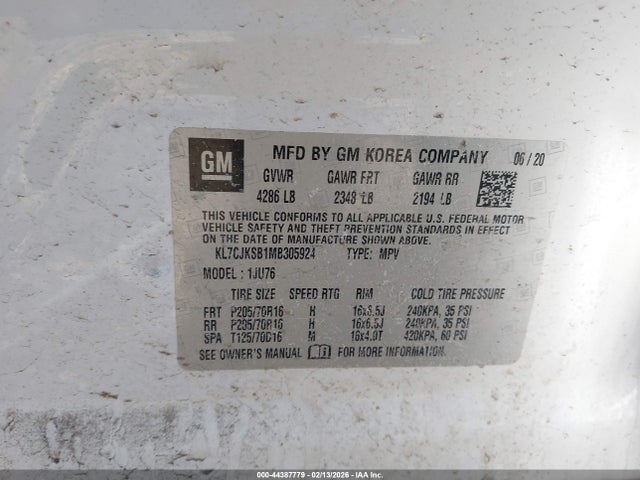 GM MFD BY GM KOREA COMPANY 06/20
GVWR GAWR FRT GAWR RR
4286 LB 2348 LB 2194 LB
THIS VEHICLE CONFORMS TO ALL APPLICABLE U.S. FEDERAL MOTOR
VEHICLE SAFETY AND THEFT PREVENTION STANDARDS IN EFFECT ON
THE DATE OF MANUFACTURE SHOWN ABOVE.
KL7CJKSB1MB305924 TYPE: MPV
MODEL: 1JU76
TIRE SIZE SPEED RTG RIM COLD TIRE PRESSURE
FRT P205/70R16 H 16x6.5J 240KPA, 35 PSI
RR P205/70R16 H 16x6.5J 240KPA, 35 PSI
SPA T125/70D16 M 16x4.0T 420KPA, 60 PSI
SEE OWNER'S MANUAL FOR MORE INFORMATION.
000-44387779 - 02/13/2026 - IAA Inc.